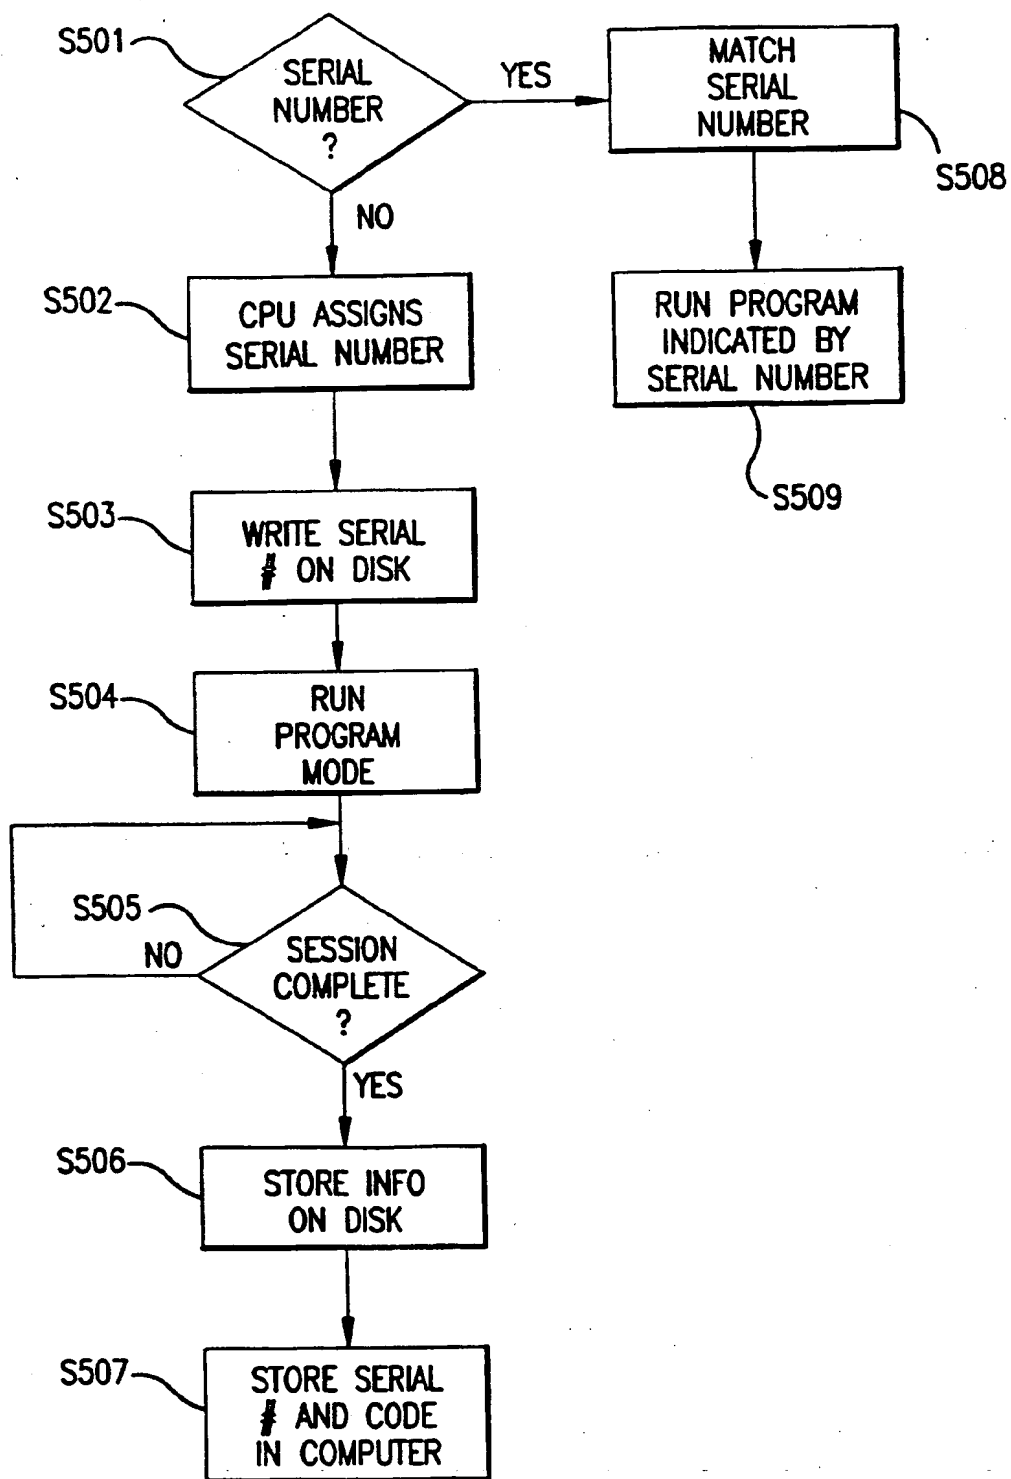 S501
SERIAL
NUMBER
?
YES
NO
MATCH
SERIAL
NUMBER
S508
S502
CPU ASSIGNS
SERIAL NUMBER
RUN PROGRAM
INDICATED BY
SERIAL NUMBER
S509
S503
WRITE SERIAL
# ON DISK
S504
RUN
PROGRAM
MODE
S505
NO
SESSION
COMPLETE
?
YES
S506
STORE INFO
ON DISK
S507
STORE SERIAL
# AND CODE
IN COMPUTER